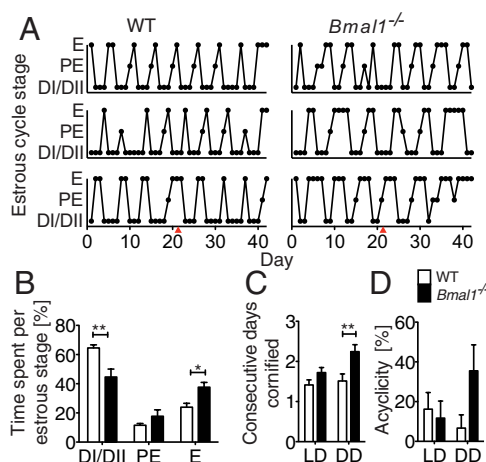 A WT Bmal1-/-
Estrous cycle stage
E
PE
DI/DII
E
PE
DI/DII
E
PE
DI/DII
0 10 20 30 40 0 10 20 30 40
Day
B
Time spent per
estrous stage [%]
80
60
40
20
0
**
*
DI/DII PE E
C
Consecutive days
cornified
3
2
1
0
**
LD DD
D
WT
Bmal1-/-
Acyclicity [%]
60
40
20
0
LD DD